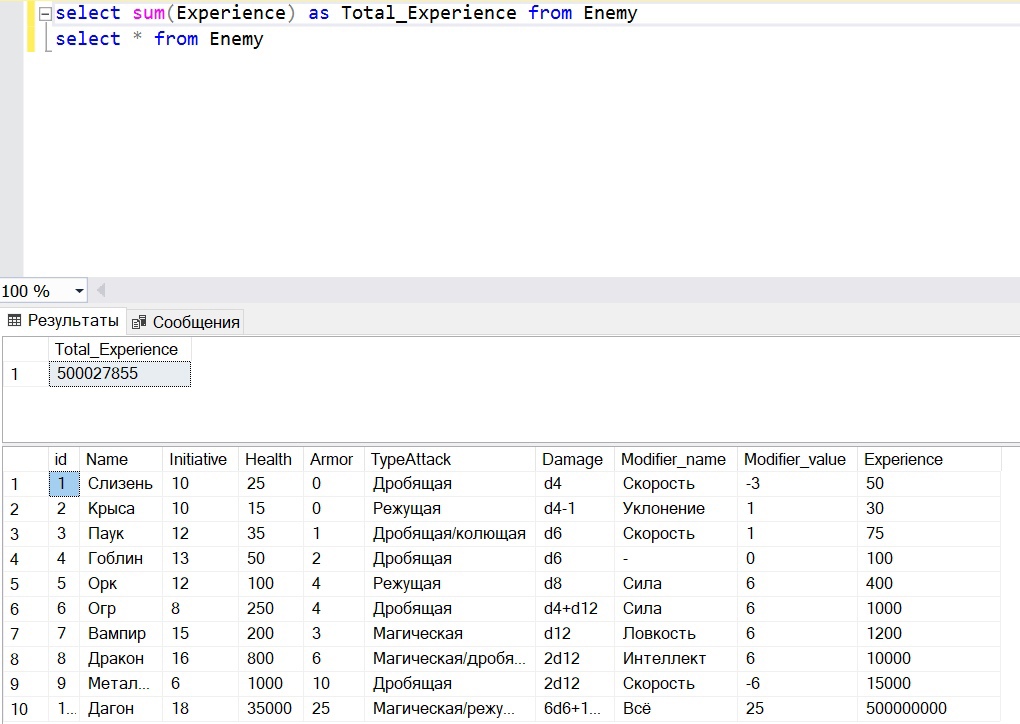 select sum(Experience) as Total_Experience from Enemy
select * from Enemy
100 %
Результаты Сообщения
Total_Experience
1 500027855
id Name Initiative Health Armor TypeAttack Damage Modifier_name Modifier_value Experience
1 1 Слизень 10 25 0 Дробящая d4 Скорость -3 50
2 2 Крыса 10 15 0 Режущая d4-1 Уклонение 1 30
3 3 Паук 12 35 1 Дробящая/колющая d6 Скорость 1 75
4 4 Гоблин 13 50 2 Дробящая d6 - 0 100
5 5 Орк 12 100 4 Режущая d8 Сила 6 400
6 6 Огр 8 250 4 Дробящая d4+d12 Сила 6 1000
7 7 Вампир 15 200 3 Магическая d12 Ловкость 6 1200
8 8 Дракон 16 800 6 Магическая/дробя... 2d12 Интеллект 6 10000
9 9 Метал... 6 1000 10 Дробящая 2d12 Скорость -6 15000
10 1... Дагон 18 35000 25 Магическая/режу... 6d6+1... Всё 25 500000000